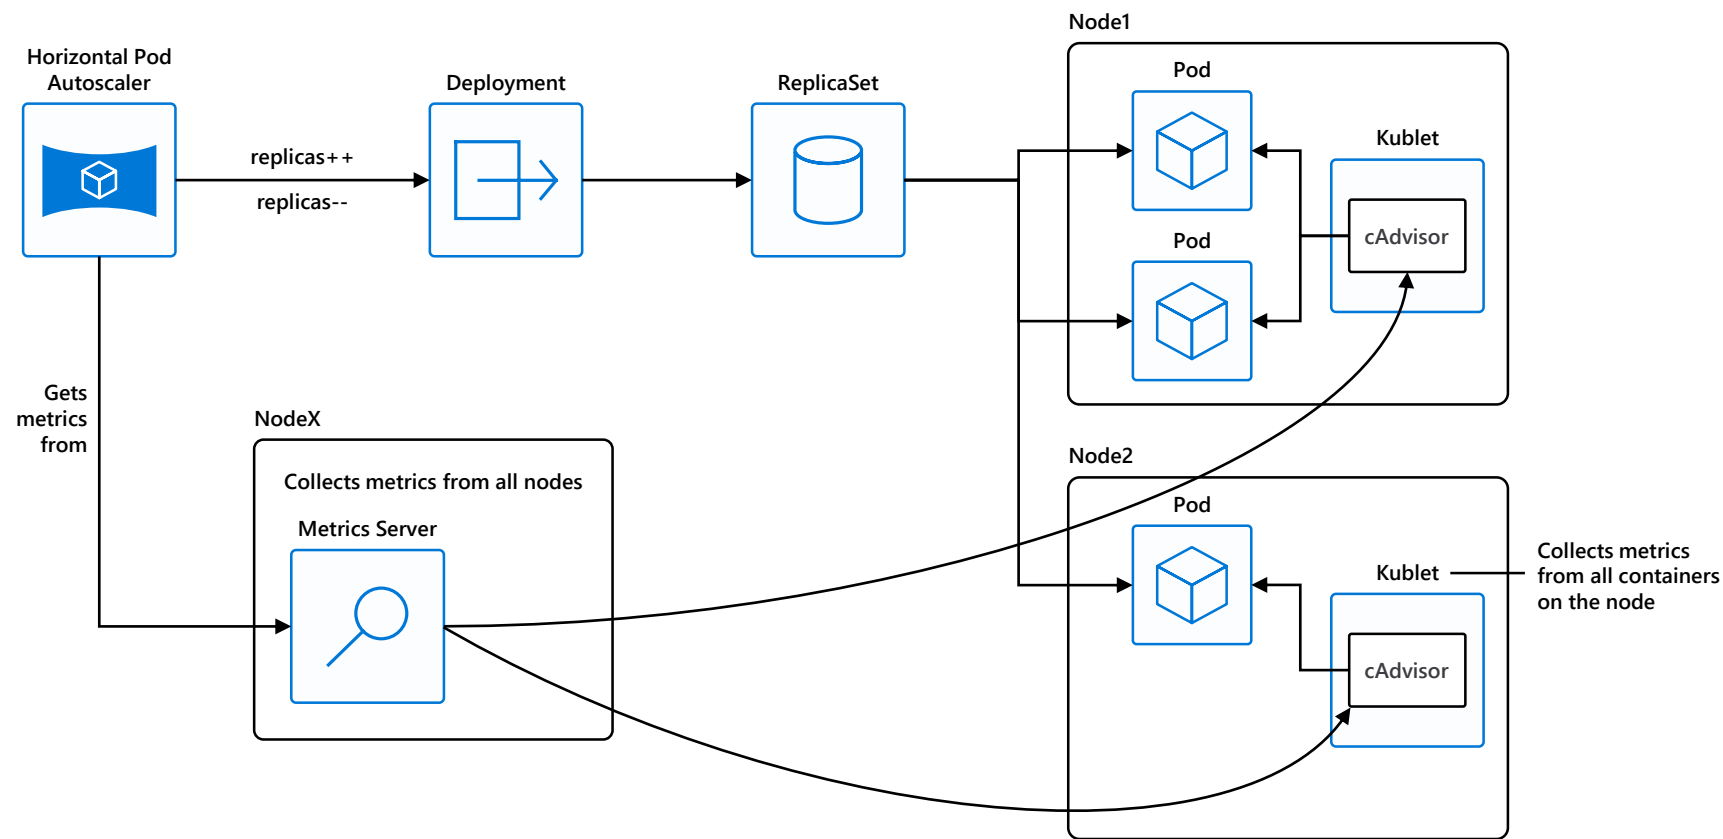 Horizontal Pod
Autoscaler
replicas++
replicas--
Deployment
ReplicaSet
Node1
Pod
Pod
Kublet
cAdvisor
Gets
metrics
from
NodeX
Collects metrics from all nodes
Metrics Server
Node2
Pod
Kublet
cAdvisor
Collects metrics
from all containers
on the node